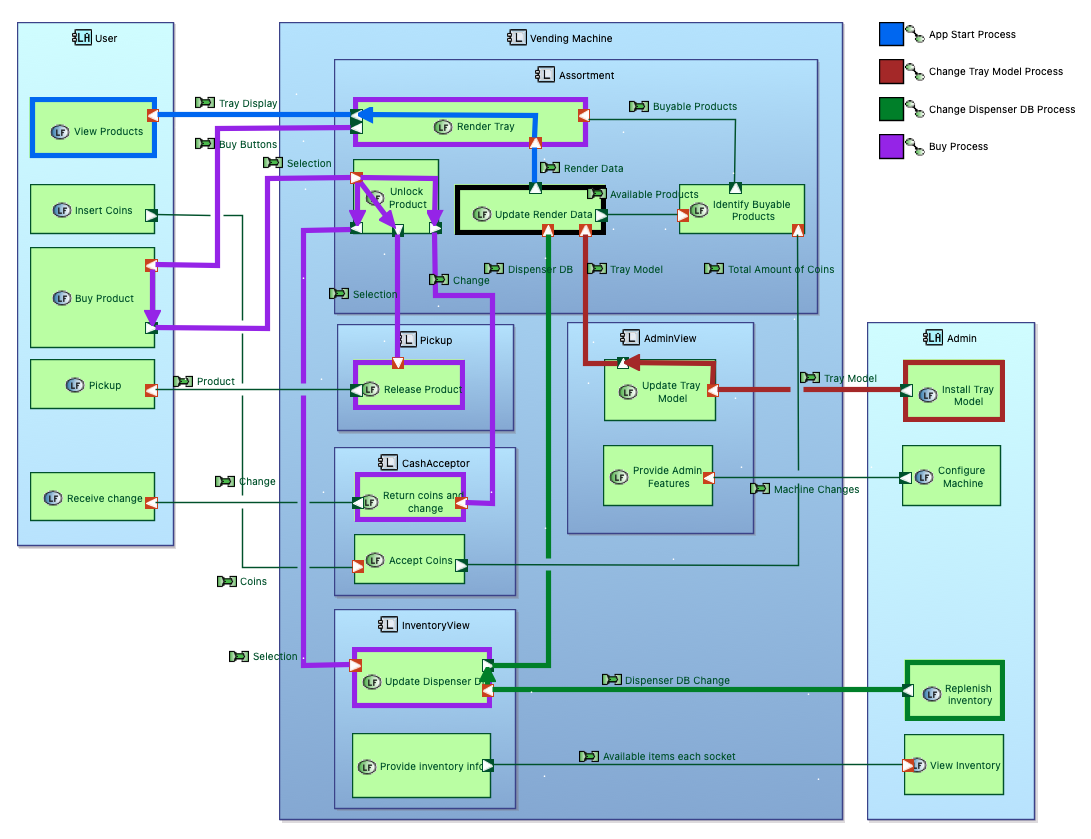 LA User
L Vending Machine
App Start Process
Change Tray Model Process
Change Dispenser DB Process
Buy Process
L Assortment
Tray Display
Buyable Products
LF View Products
LF Render Tray
Buy Buttons
Selection
Render Data
LF Unlock
Product
Available Products
LF Insert Coins
LF Update Render Data
LF Identify Buyable
Products
Dispenser DB
Tray Model
Total Amount of Coins
Change
Selection
LF Buy Product
L Pickup
L AdminView
LA Admin
LF Pickup
Product
LF Release Product
LF Update Tray
Model
Tray Model
LF Install Tray
Model
L CashAcceptor
LF Provide Admin
Features
LF Configure
Machine
Machine Changes
Change
LF Receive change
LF Return coins and
change
LF Accept Coins
Coins
L InventoryView
Selection
LF Update Dispenser D
Dispenser DB Change
LF Replenish
inventory
LF Provide inventory info
Available items each socket
LF View Inventory